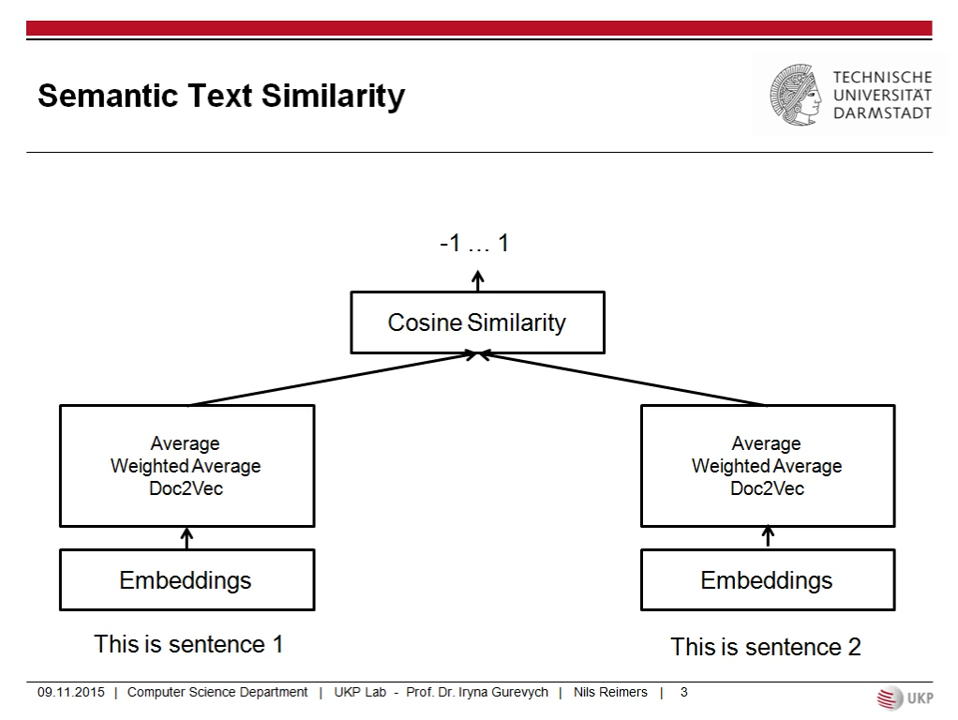 Semantic Text Similarity
TECHNISCHE
UNIVERSITÄT
DARMSTADT
-1 … 1
Cosine Similarity
Average
Weighted Average
Doc2Vec
Average
Weighted Average
Doc2Vec
Embeddings
Embeddings
This is sentence 1
This is sentence 2
09.11.2015 | Computer Science Department | UKP Lab - Prof. Dr. Iryna Gurevych | Nils Reimers | 3
UKP